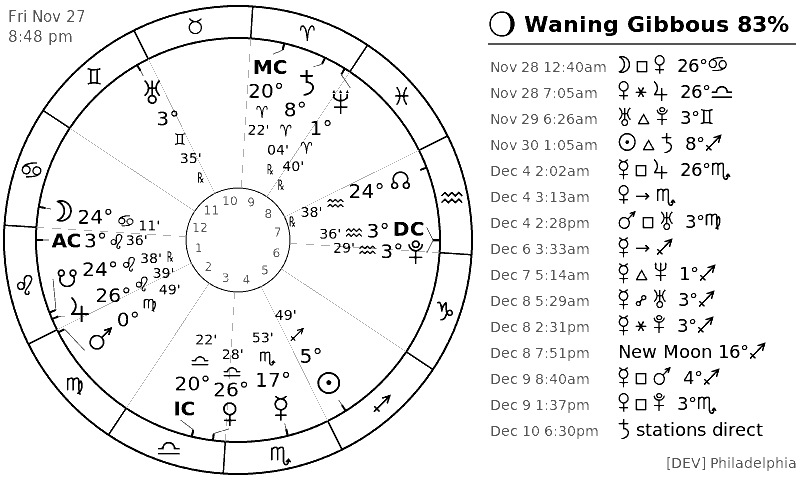 Fri Nov 27
8:48 pm
☽ Waning Gibbous 83%
Nov 28 12:40am ☽ □ ♀ 26°♋
Nov 28 7:05am ♀ ⚹ ♃ 26°♎
Nov 29 6:26am ♅ △ ♇ 3°♊
Nov 30 1:05am ☉ △ ♄ 8°♐
Dec 4 2:02am ☿ □ ♃ 26°♏
Dec 4 3:13am ♀ → ♏
Dec 4 2:28pm ♂ □ ♅ 3°♍
Dec 6 3:33am ☿ → ♐
Dec 7 5:14am ☿ △ ♆ 1°♐
Dec 8 5:29am ☿ ☍ ♅ 3°♐
Dec 8 2:31pm ☿ ⚹ ♇ 3°♐
Dec 8 7:51pm New Moon 16°♐
Dec 9 8:40am ☿ □ ♂ 4°♐
Dec 9 1:37pm ♀ □ ♇ 3°♏
Dec 10 6:30pm ♄ stations direct
[DEV] Philadelphia
♈
♉
♊
♋
♌
♍
♎
♏
♐
♑
♒
♓
MC 20° ♈ 22'
♄ 8° ♈ 04' ℞
♆ 1° ♈ 40' ℞
♅ 3° ♊ 35' ℞
☽ 24° ♋ 11'
AC 3° ♌ 36'
☋ 24° ♌ 38' ℞
♃ 26° ♌ 39'
♂ 0° ♍ 49'
IC 20° ♎ 22'
♀ 26° ♎ 28'
☿ 17° ♏ 53'
☉ 5° ♐ 49'
♇ 3° ♒ 29'
DC 3° ♒ 36'
☊ 24° ♒ 38' ℞
1
2
3
4
5
6
7
8
9
10
11
12